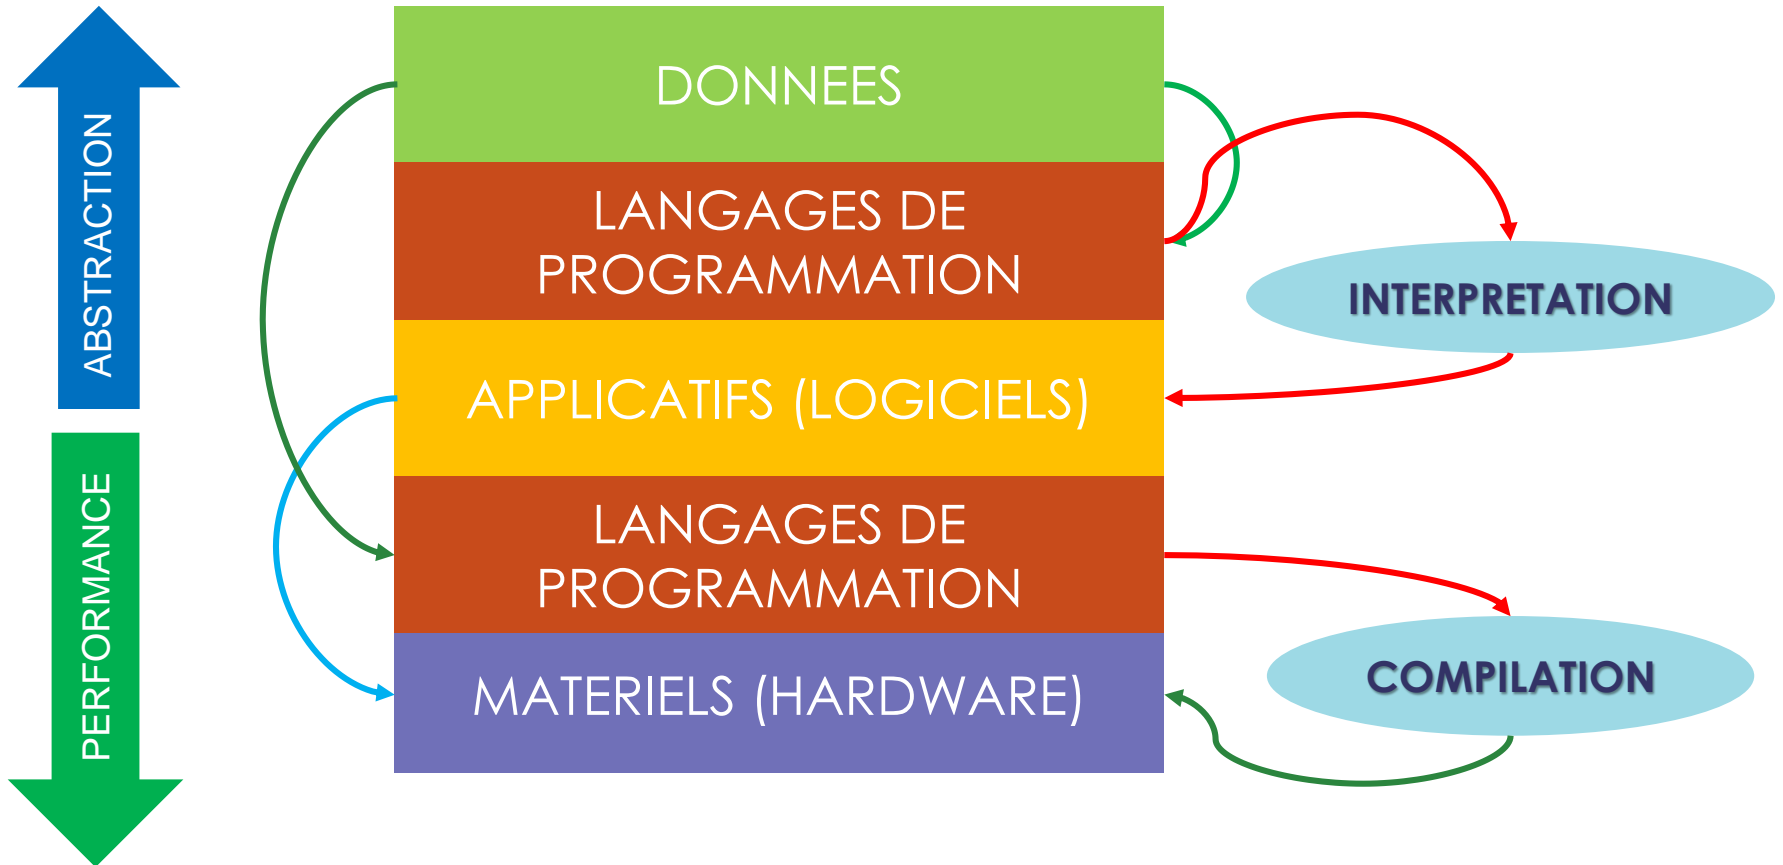 ABSTRACTION
PERFORMANCE
DONNEES
LANGAGES DE
PROGRAMMATION
APPLICATIFS (LOGICIELS)
LANGAGES DE
PROGRAMMATION
MATERIELS (HARDWARE)
INTERPRETATION
COMPILATION